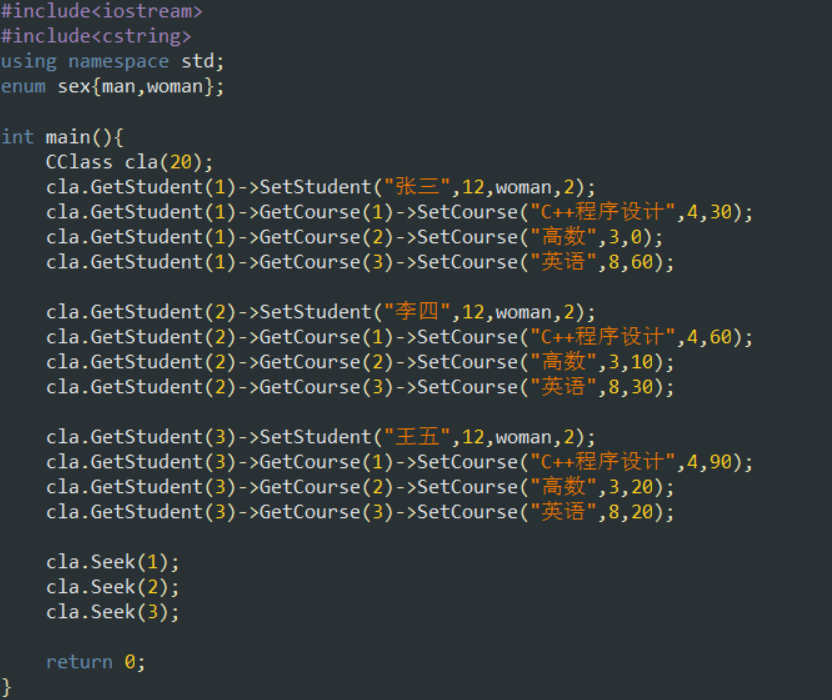 #include<iostream>
#include<cstring>
using namespace std;
enum sex{man,woman};
int main(){
CClass cla(20);
cla.GetStudent(1)->SetStudent("张三",12,woman,2);
cla.GetStudent(1)->GetCourse(1)->SetCourse("C++程序设计",4,30);
cla.GetStudent(1)->GetCourse(2)->SetCourse("高数",3,0);
cla.GetStudent(1)->GetCourse(3)->SetCourse("英语",8,60);
cla.GetStudent(2)->SetStudent("李四",12,woman,2);
cla.GetStudent(2)->GetCourse(1)->SetCourse("C++程序设计",4,60);
cla.GetStudent(2)->GetCourse(2)->SetCourse("高数",3,10);
cla.GetStudent(2)->GetCourse(3)->SetCourse("英语",8,30);
cla.GetStudent(3)->SetStudent("王五",12,woman,2);
cla.GetStudent(3)->GetCourse(1)->SetCourse("C++程序设计",4,90);
cla.GetStudent(3)->GetCourse(2)->SetCourse("高数",3,20);
cla.GetStudent(3)->GetCourse(3)->SetCourse("英语",8,20);
cla.Seek(1);
cla.Seek(2);
cla.Seek(3);
return 0;
}